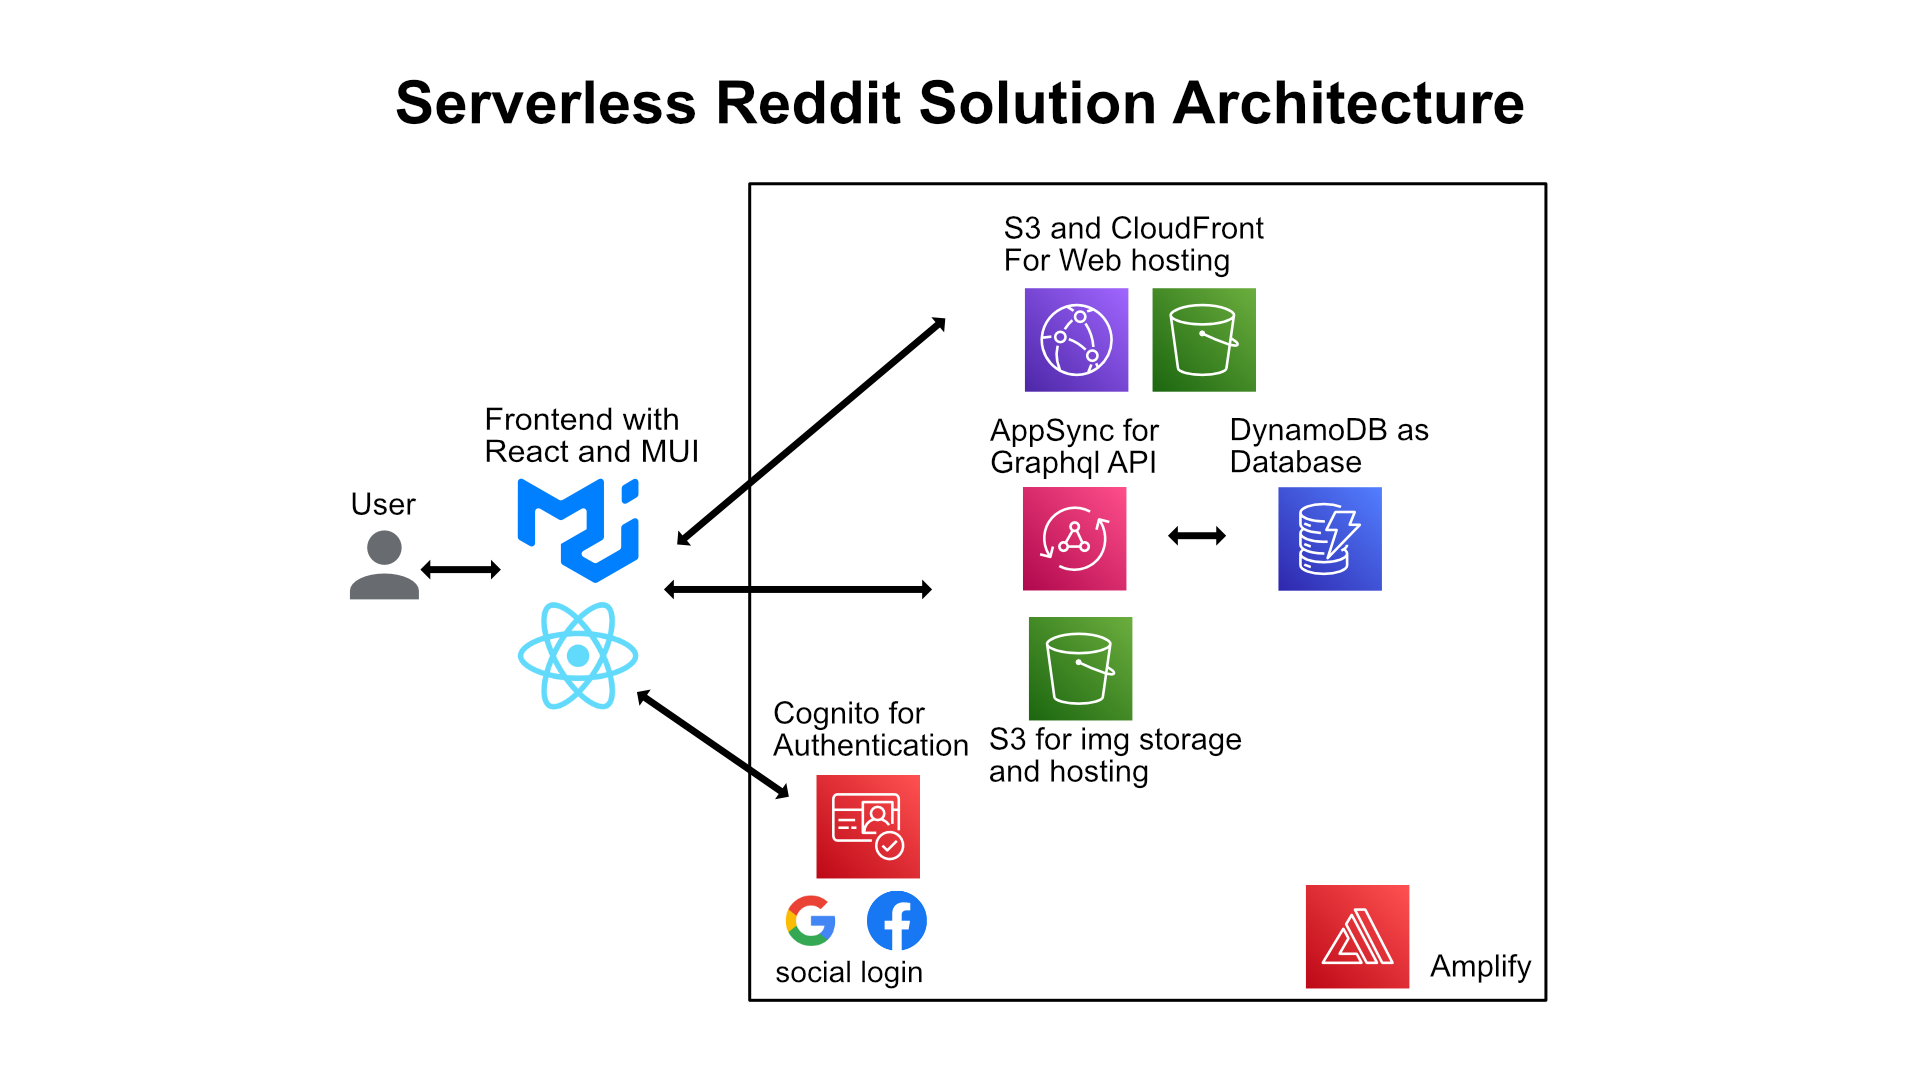 Serverless Reddit Solution Architecture
S3 and CloudFront
For Web hosting
Frontend with
React and MUI
User
AppSync for
Graphql API
DynamoDB as
Database
Cognito for
Authentication
S3 for img storage
and hosting
social login
Amplify